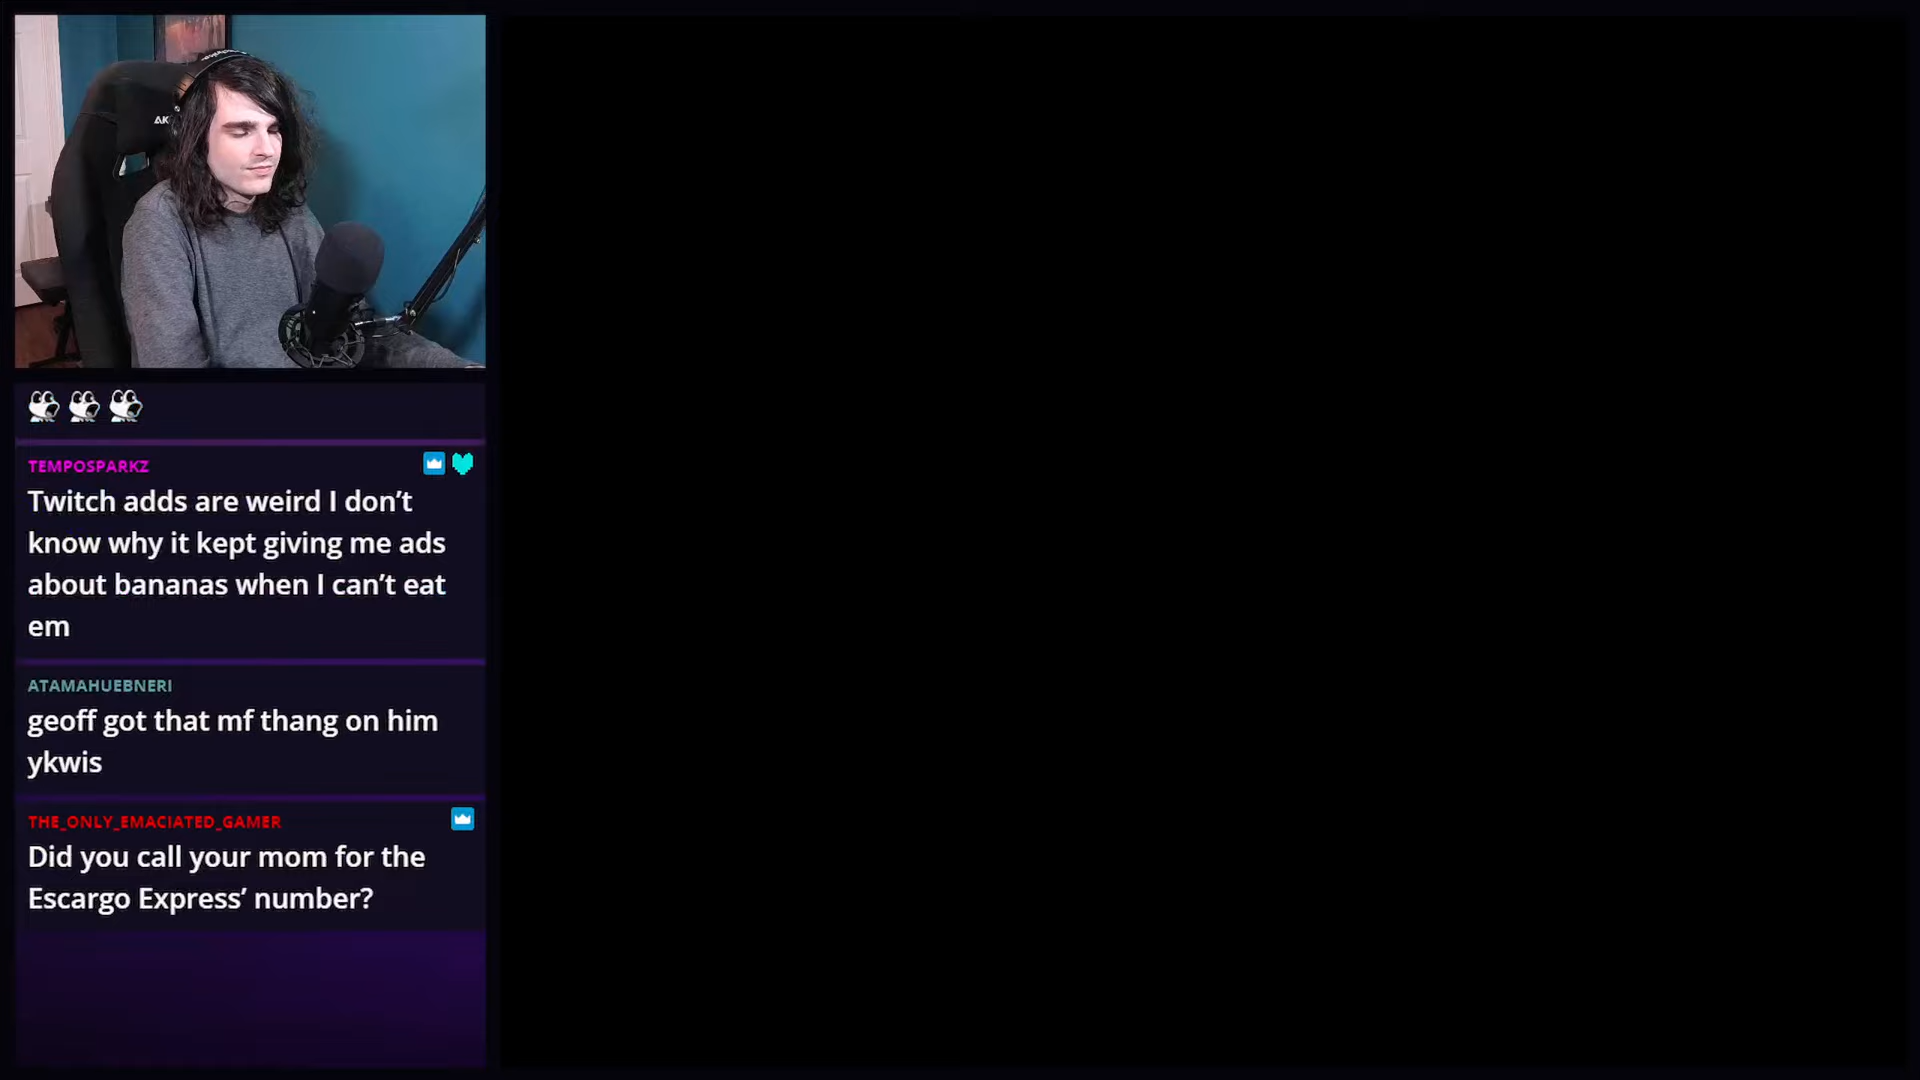 AK
TEMPOSPARKZ
Twitch adds are weird I don’t
know why it kept giving me ads
about bananas when I can’t eat
em
ATAMAHUEBNERI
geoff got that mf thang on him
ykwis
THE_ONLY_EMACIATED_GAMER
Did you call your mom for the
Escargo Express’ number?